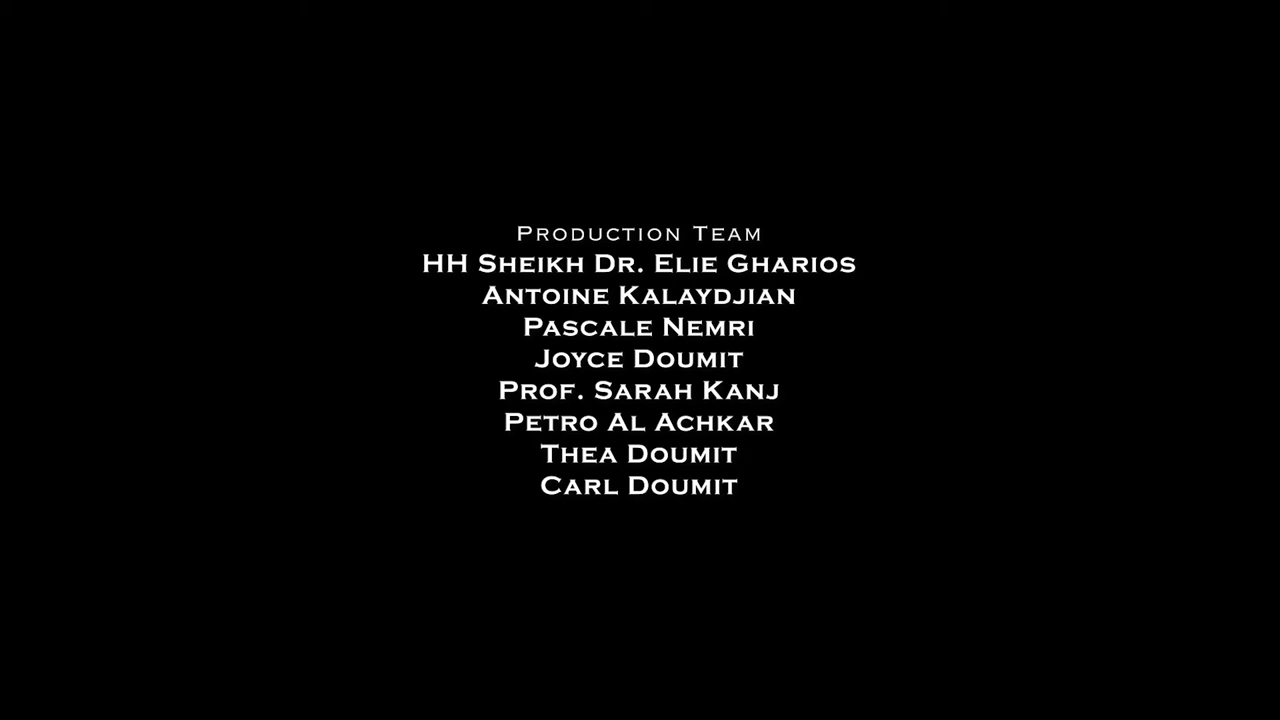 Production Team
HH Sheikh Dr. Elie Gharios
Antoine Kalaydjian
Pascale Nemri
Joyce Doumit
Prof. Sarah Kanj
Petro Al Achkar
Thea Doumit
Carl Doumit